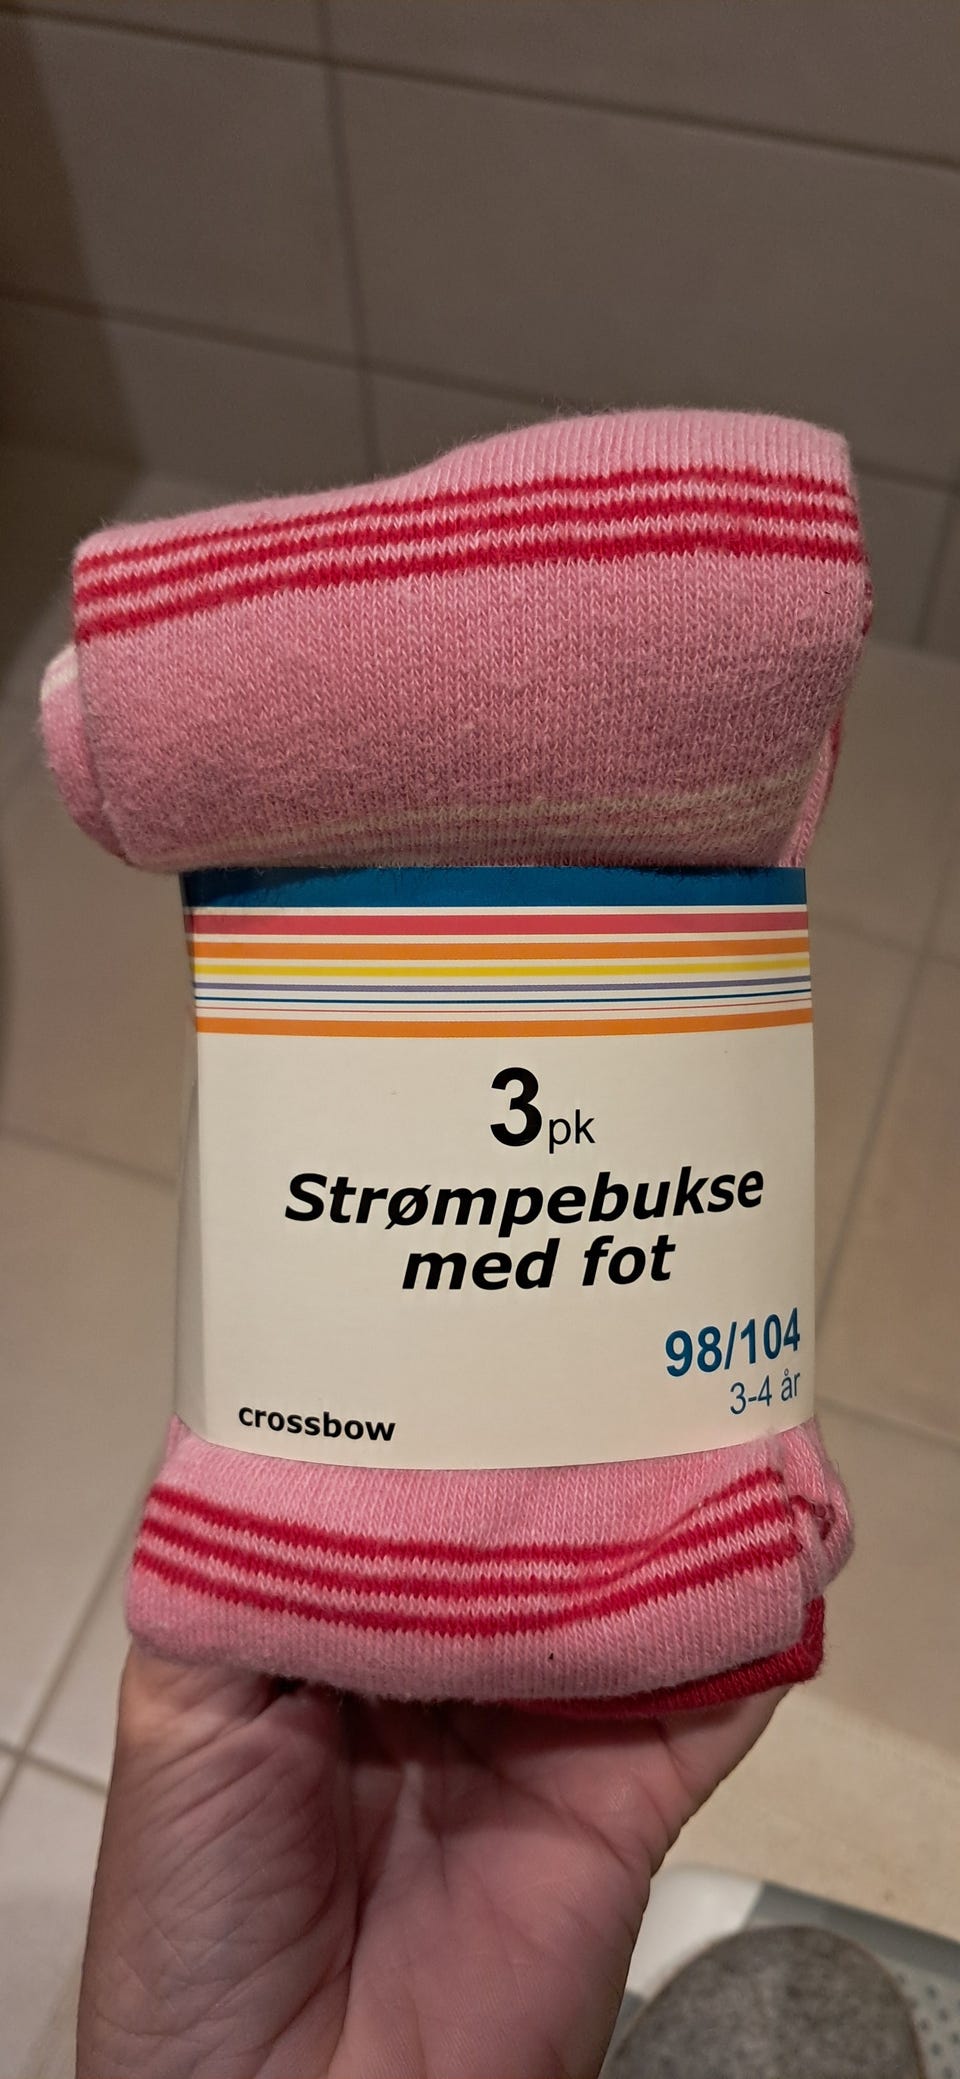 3pk
Strømpebukse
med fot
98/104
3-4 år
crossbow